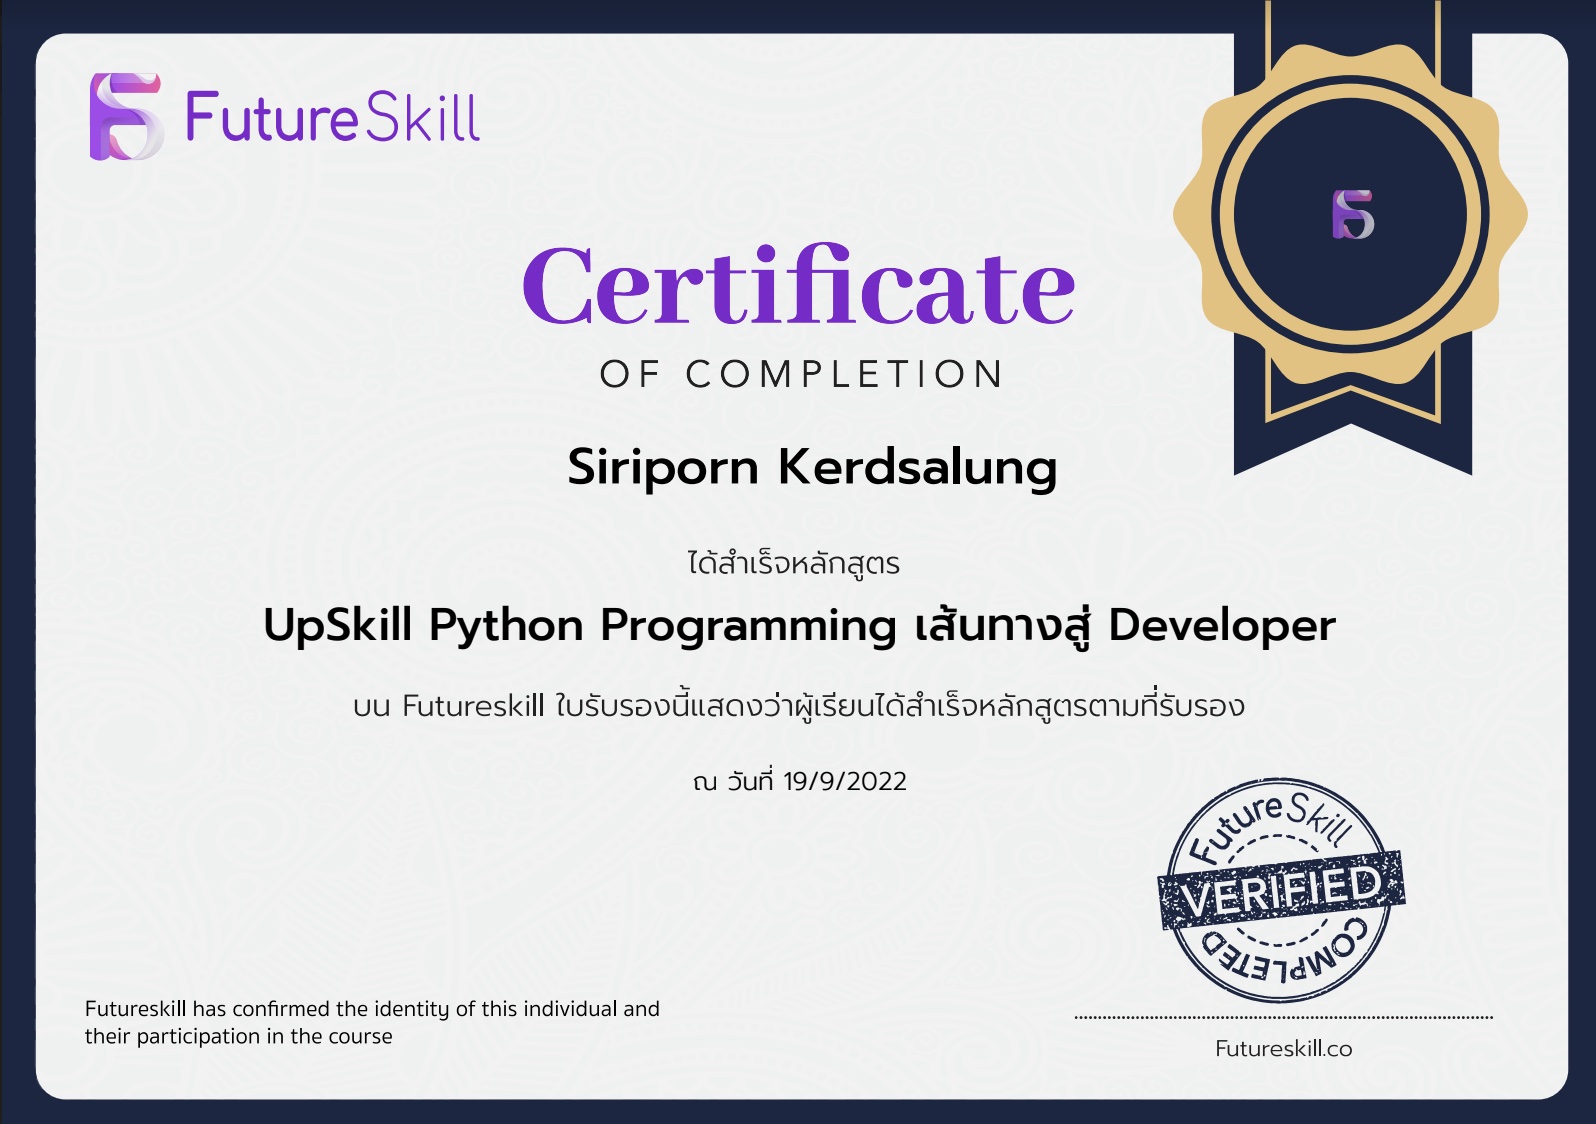 FutureSkill
Certificate
OF COMPLETION
Siriporn Kerdsalung
ได้สำเร็จหลักสูตร
UpSkill Python Programming เส้นทางสู่ Developer
บน Futureskill ใบรับรองนี้แสดงว่าผู้เรียนได้สำเร็จหลักสูตรตามที่รับรอง
ณ วันที่ 19/9/2022
FutureSkill
VERIFIED
COMPLETED
Futureskill has confirmed the identity of this individual and
their participation in the course
Futureskill.co